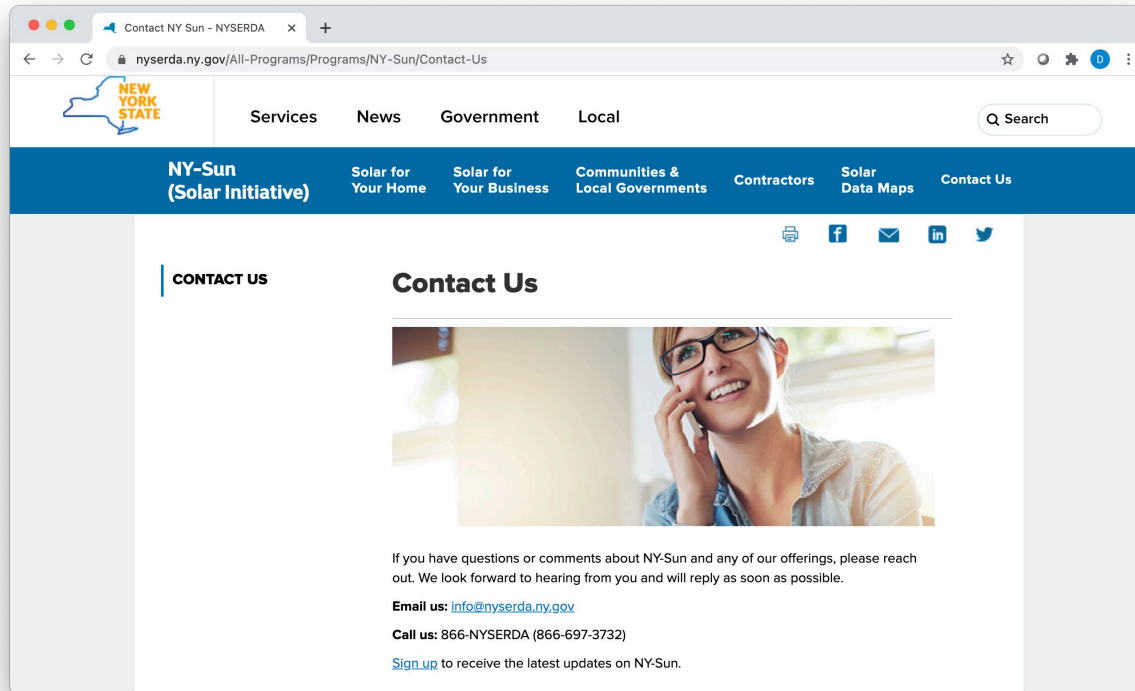 Contact NY Sun - NYSERDA
nyserda.ny.gov/All-Programs/Programs/NY-Sun/Contact-Us
D
NEW
YORK
STATE
Services News Government Local
Search
NY-Sun
(Solar Initiative)
Solar for
Your Home
Solar for
Your Business
Communities &
Local Governments
Contractors
Solar
Data Maps
Contact Us
CONTACT US
Contact Us
If you have questions or comments about NY-Sun and any of our offerings, please reach
out. We look forward to hearing from you and will reply as soon as possible.
Email us: info@nyserda.ny.gov
Call us: 866-NYSERDA (866-697-3732)
Sign up to receive the latest updates on NY-Sun.